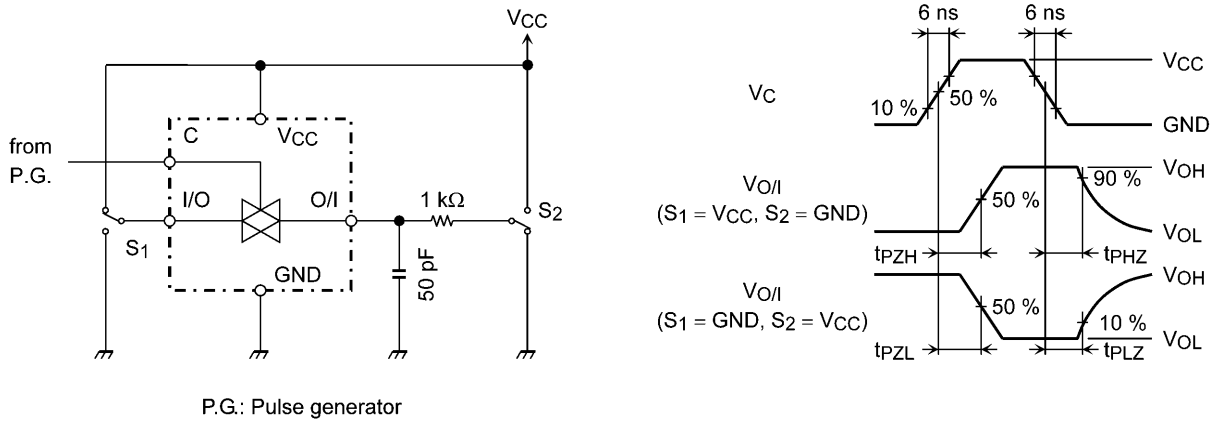 VCC
C
VCC
from
P.G.
I/O
O/I
1 kΩ
S1
S2
GND
50 pF
P.G.: Pulse generator
6 ns
6 ns
VC
10 %
50 %
VCC
GND
VO/I
(S1 = VCC, S2 = GND)
50 %
90 %
VOH
VOL
tPZH
tPHZ
VO/I
(S1 = GND, S2 = VCC)
50 %
10 %
VOH
VOL
tPZL
tPLZ